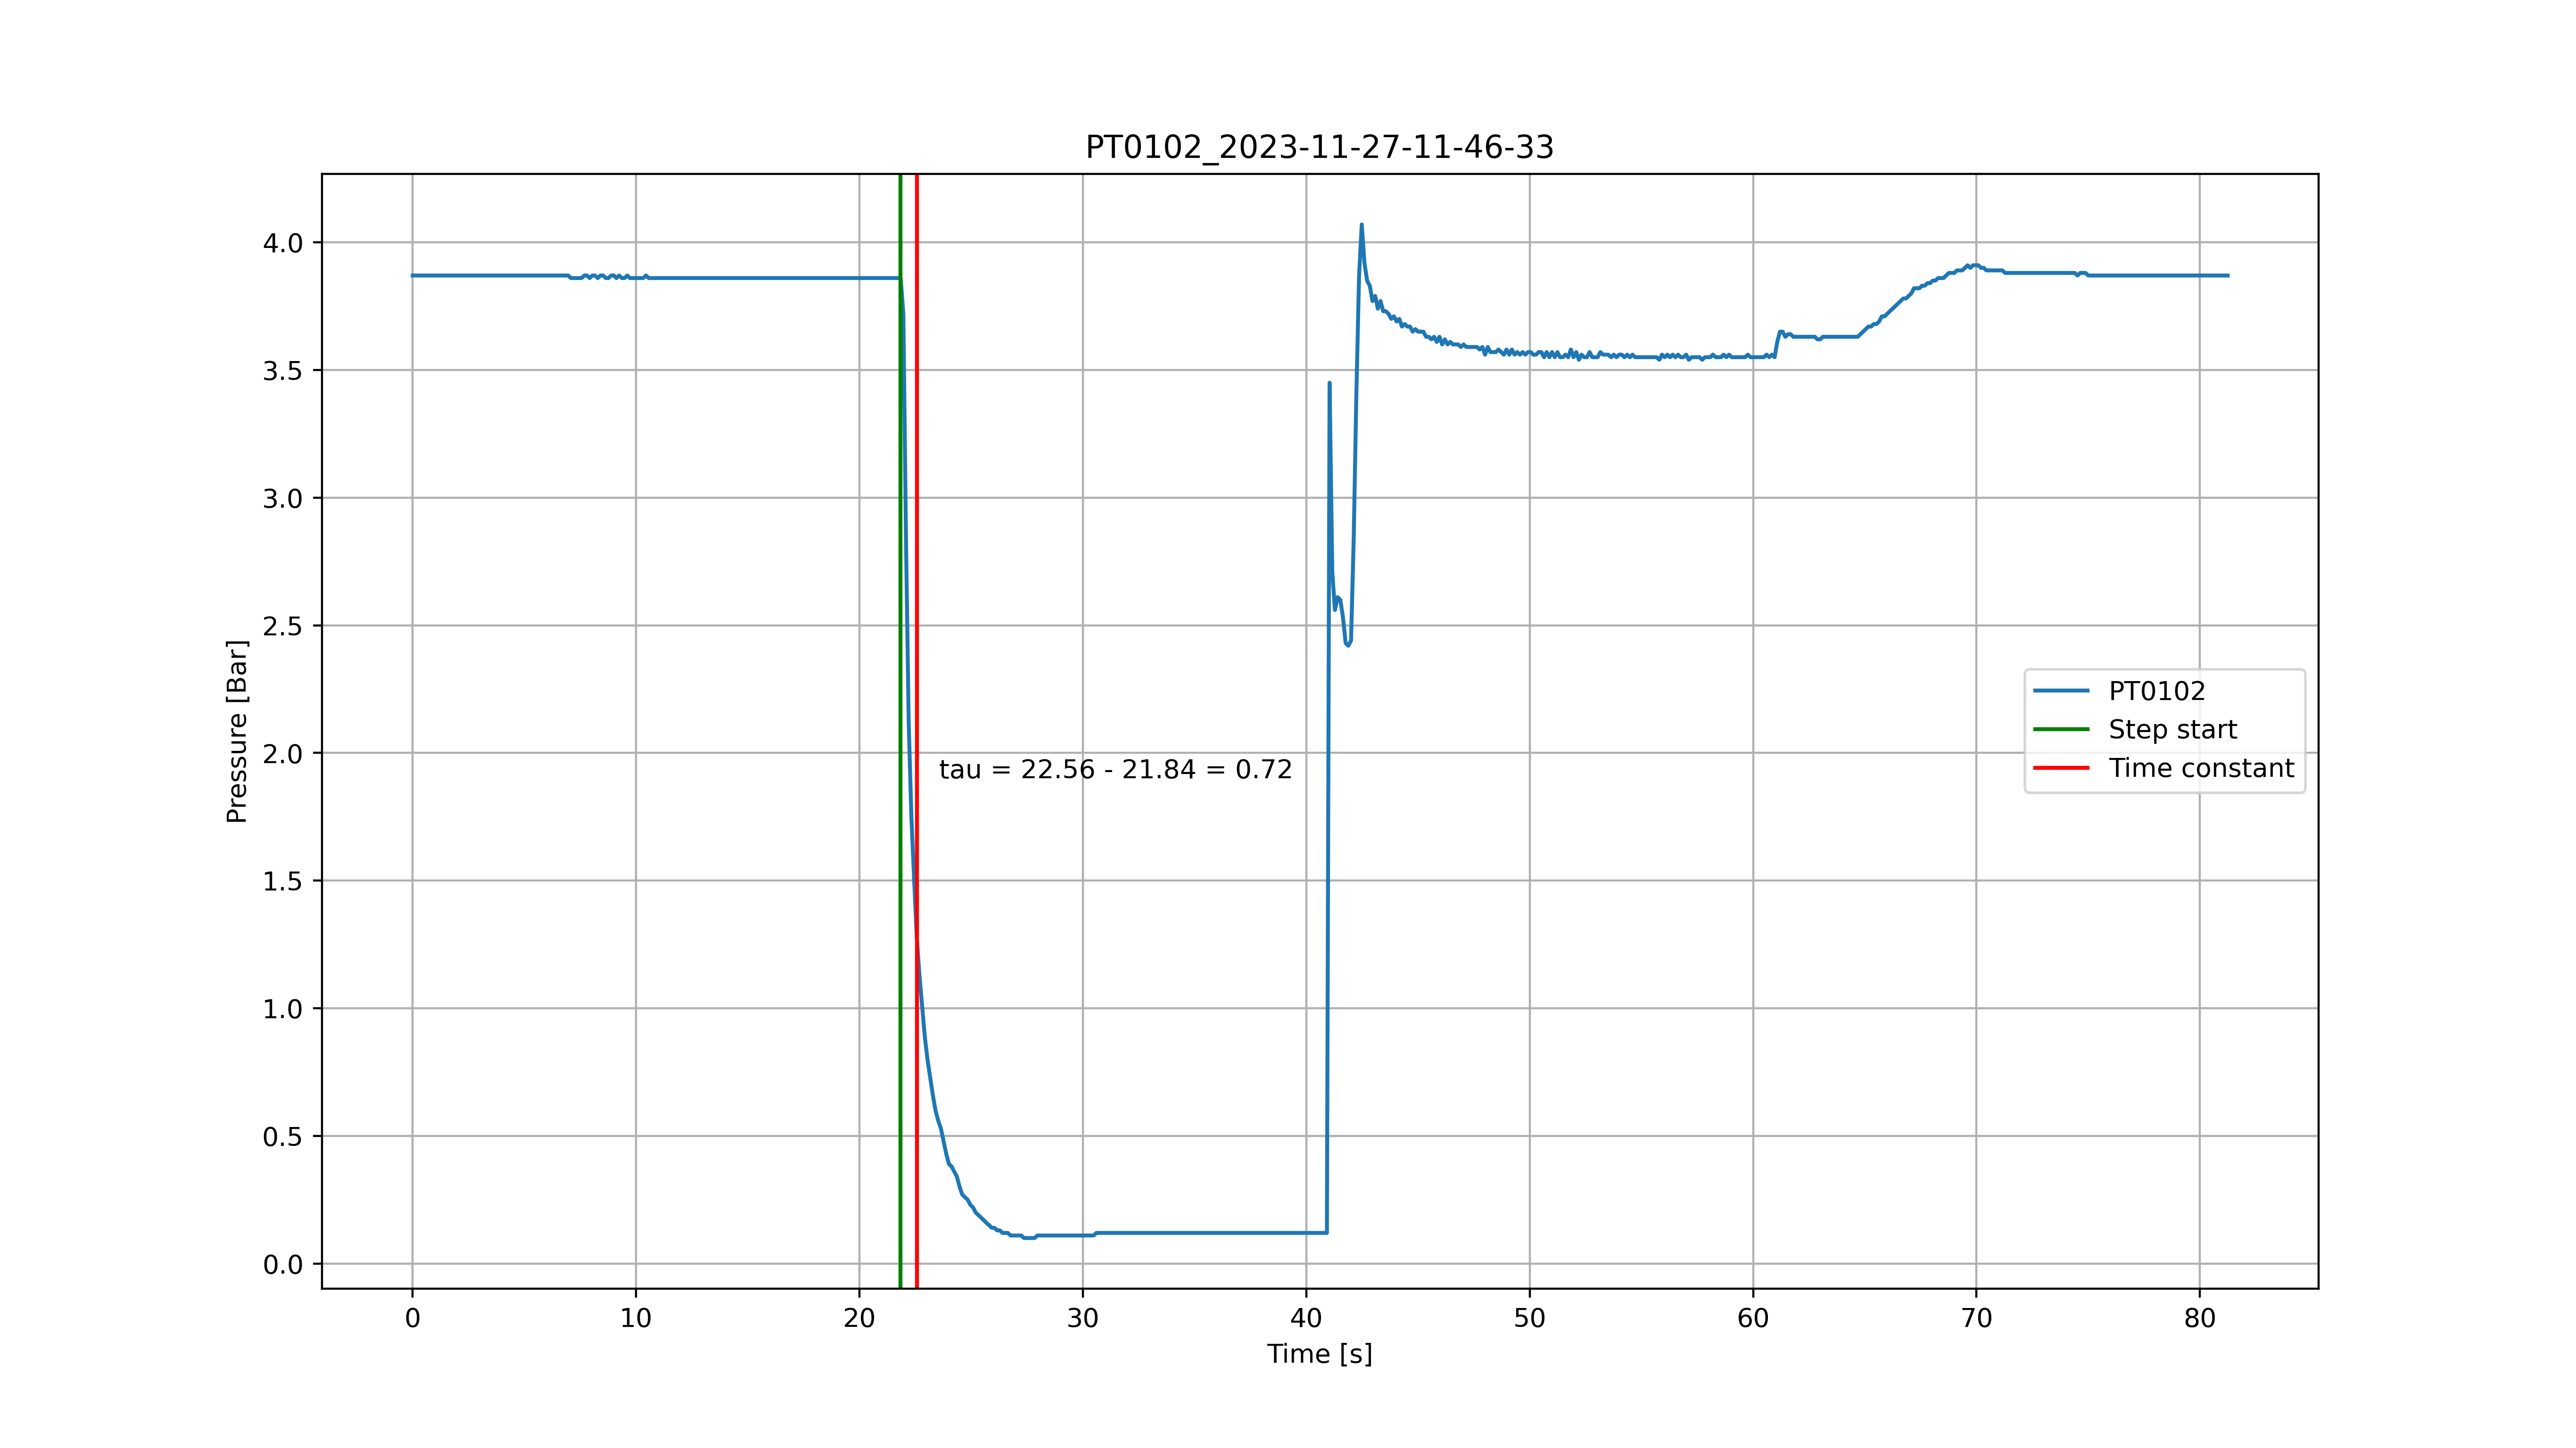 PT0102_2023-11-27-11-46-33
Pressure [Bar]
4.0
3.5
3.0
2.5
2.0
1.5
1.0
0.5
0.0
tau = 22.56 - 21.84 = 0.72
PT0102
Step start
Time constant
0 10 20 30 40 50 60 70 80
Time [s]